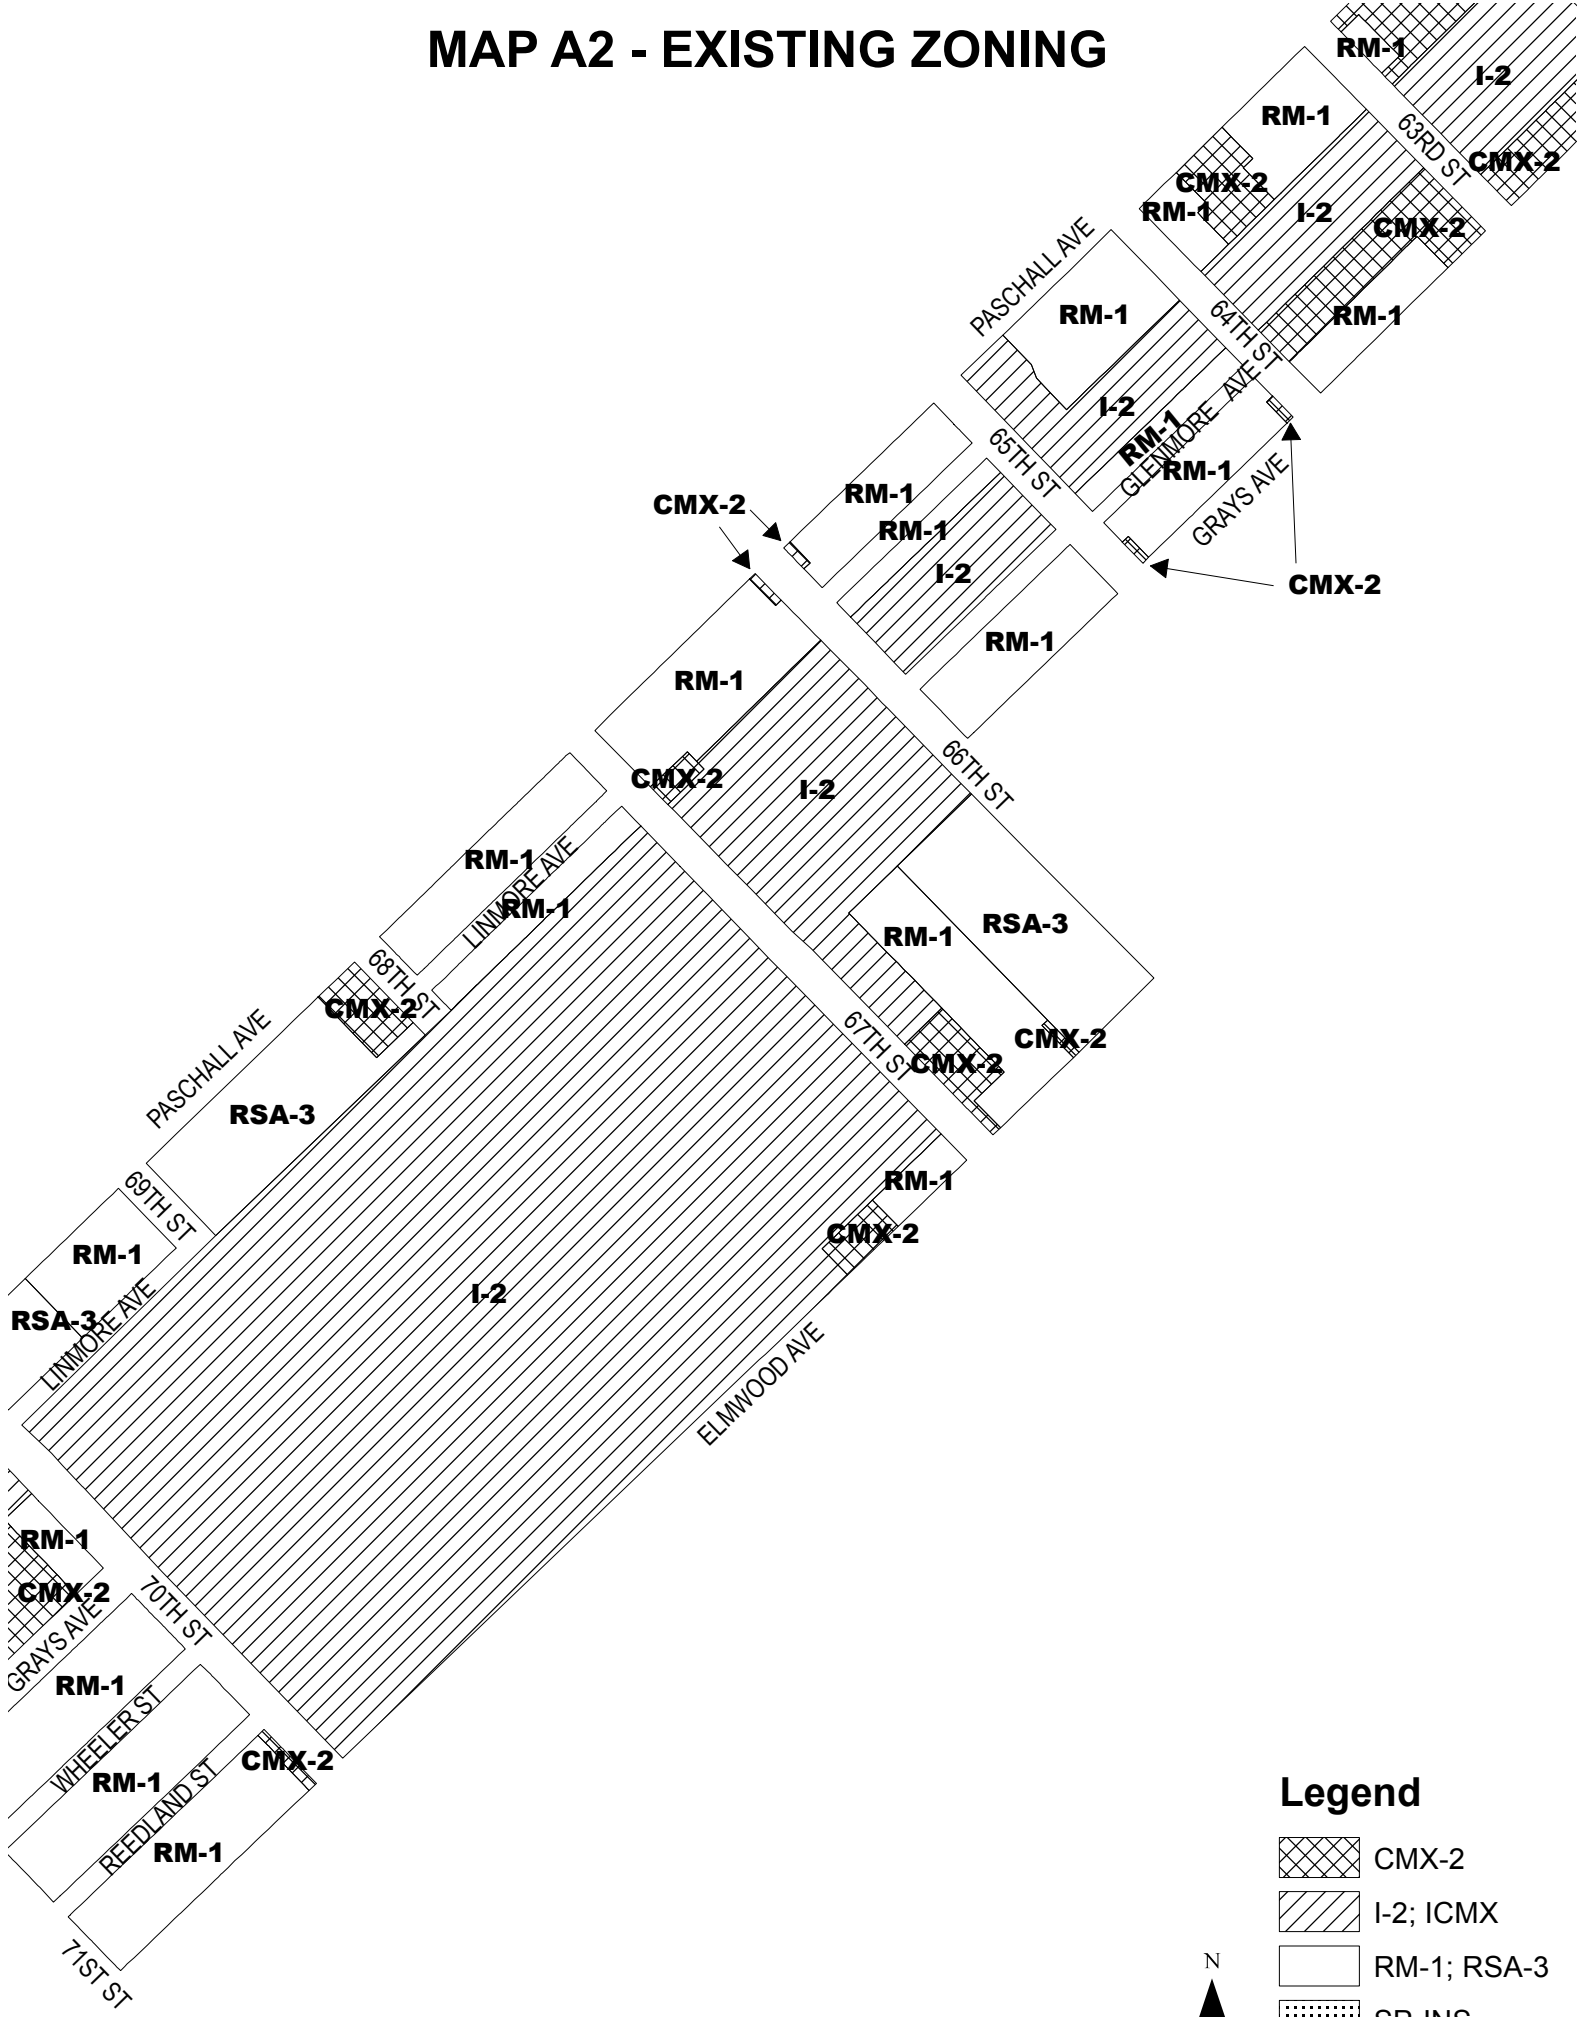 MAP A2 - EXISTING ZONING
RM-1
I-2
63RD ST
CMX-2
RM-1
CMX-2
RM-1
I-2
CMX-2
RM-1
PASCHALL AVE
RM-1
64TH ST
I-2
RM-1
GLENMORE AVE
RM-1
GRAYS AVE
CMX-2
65TH ST
RM-1
RM-1
I-2
CMX-2
RM-1
RM-1
CMX-2
I-2
66TH ST
RM-1
LINMORE AVE
RM-1
RM-1
RSA-3
68TH ST
CMX-2
67TH ST
CMX-2
CMX-2
PASCHALL AVE
RSA-3
69TH ST
RM-1
CMX-2
RM-1
RSA-3
LINMORE AVE
I-2
ELMWOOD AVE
RM-1
CMX-2
70TH ST
GRAYS AVE
RM-1
WHEELER ST
RM-1
CMX-2
REEDLAND ST
RM-1
71ST ST
Legend
CMX-2
I-2; ICMX
RM-1; RSA-3
N